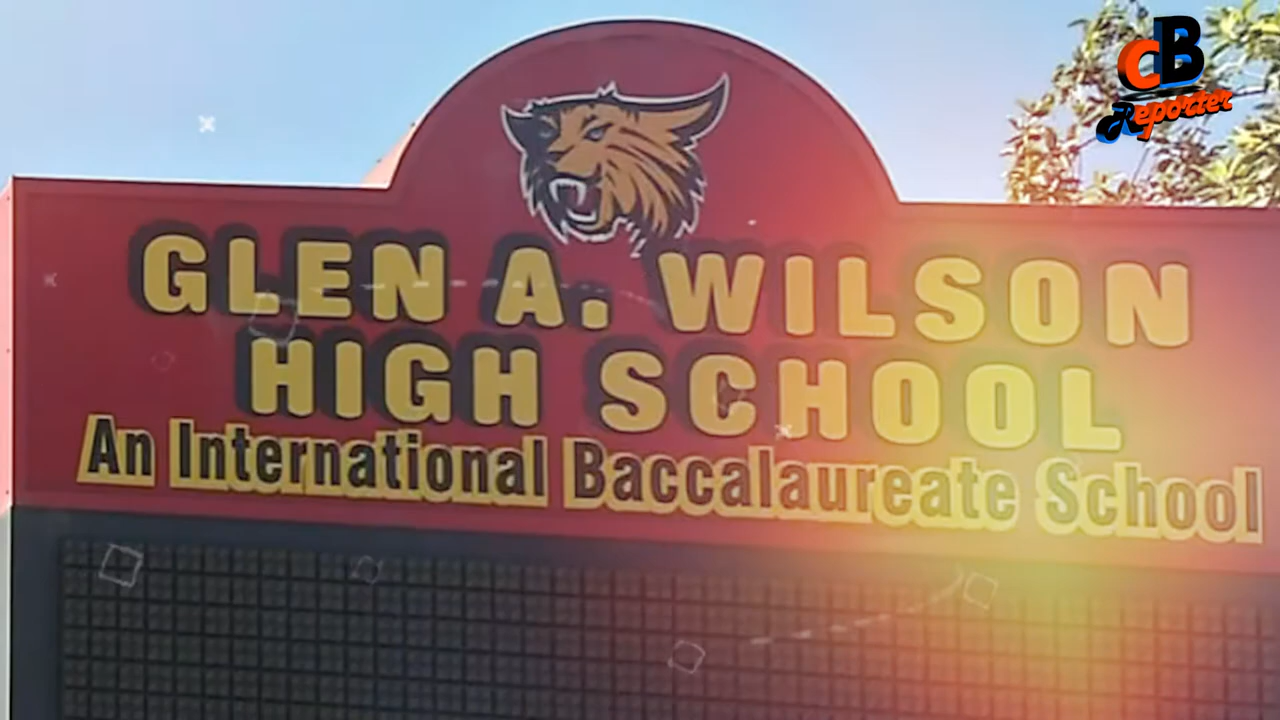 CB
Reporter
GLEN A. WILSON
HIGH SCHOOL
An International Baccalaureate School